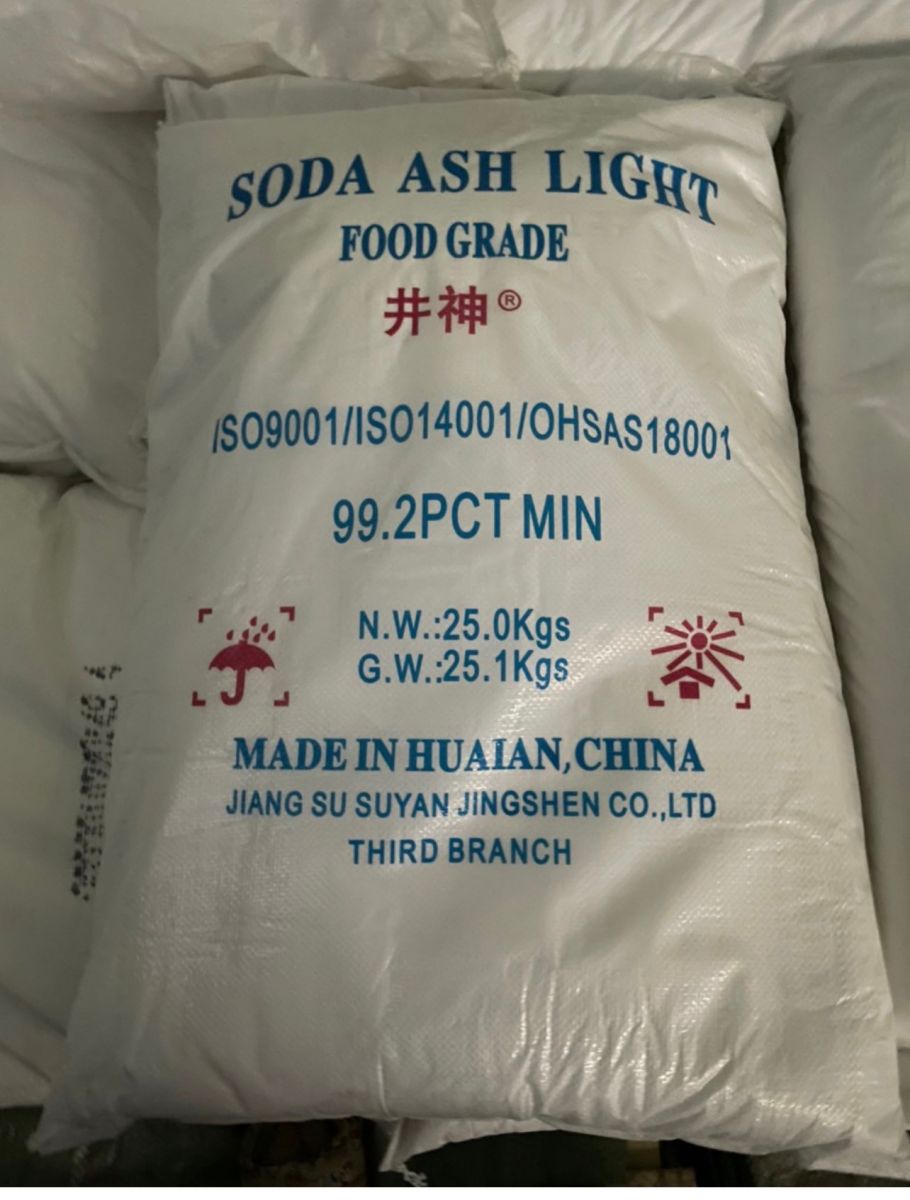 SODA ASH LIGHT
FOOD GRADE
井神®
ISO9001/ISO14001/OHSAS18001
99.2PCT MIN
N.W.:25.0Kgs
G.W.:25.1Kgs
MADE IN HUAIAN,CHINA
JIANG SU SUYAN JINGSHEN CO.,LTD
THIRD BRANCH